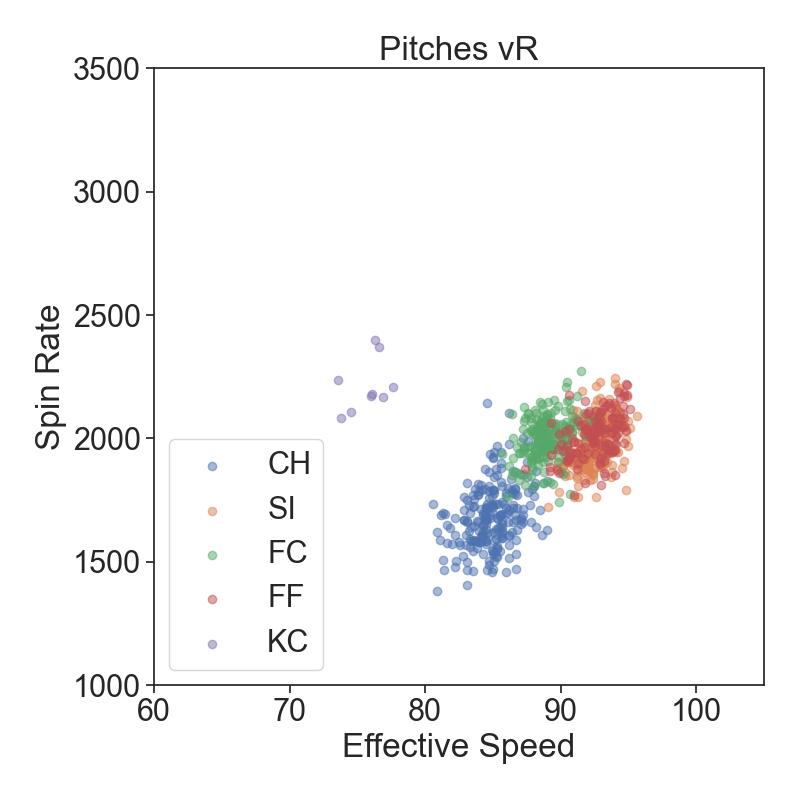 Pitches vR
3500
3000
2500
2000
1500
1000
Spin Rate
CH
SI
FC
FF
KC
60 70 80 90 100
Effective Speed